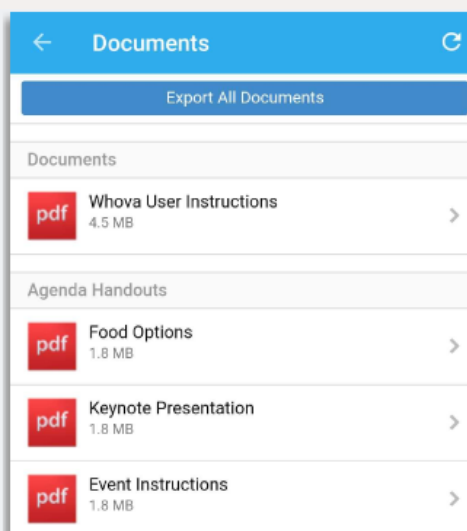 Documents
Export All Documents
Documents
pdf
Whova User Instructions
4.5 MB
Agenda Handouts
pdf
Food Options
1.8 MB
pdf
Keynote Presentation
1.8 MB
pdf
Event Instructions
1.8 MB